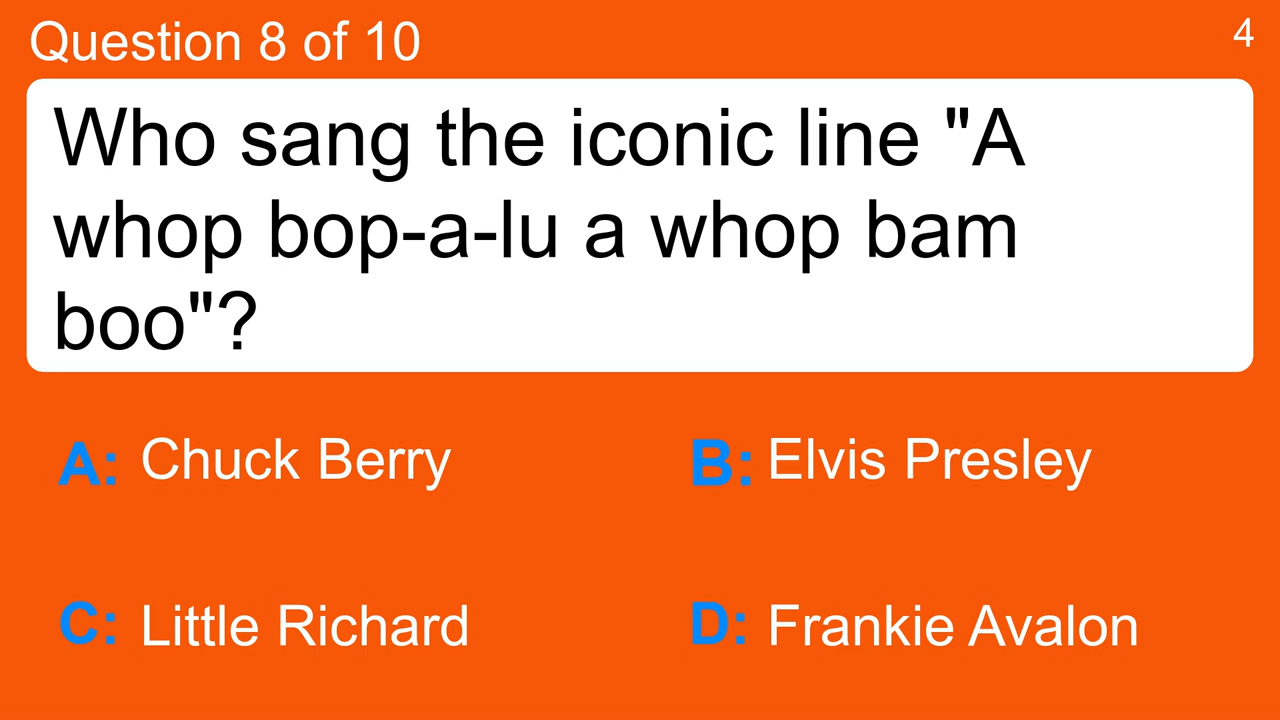 Question 8 of 10
4
Who sang the iconic line "A
whop bop-a-lu a whop bam
boo"?
A: Chuck Berry
B: Elvis Presley
C: Little Richard
D: Frankie Avalon